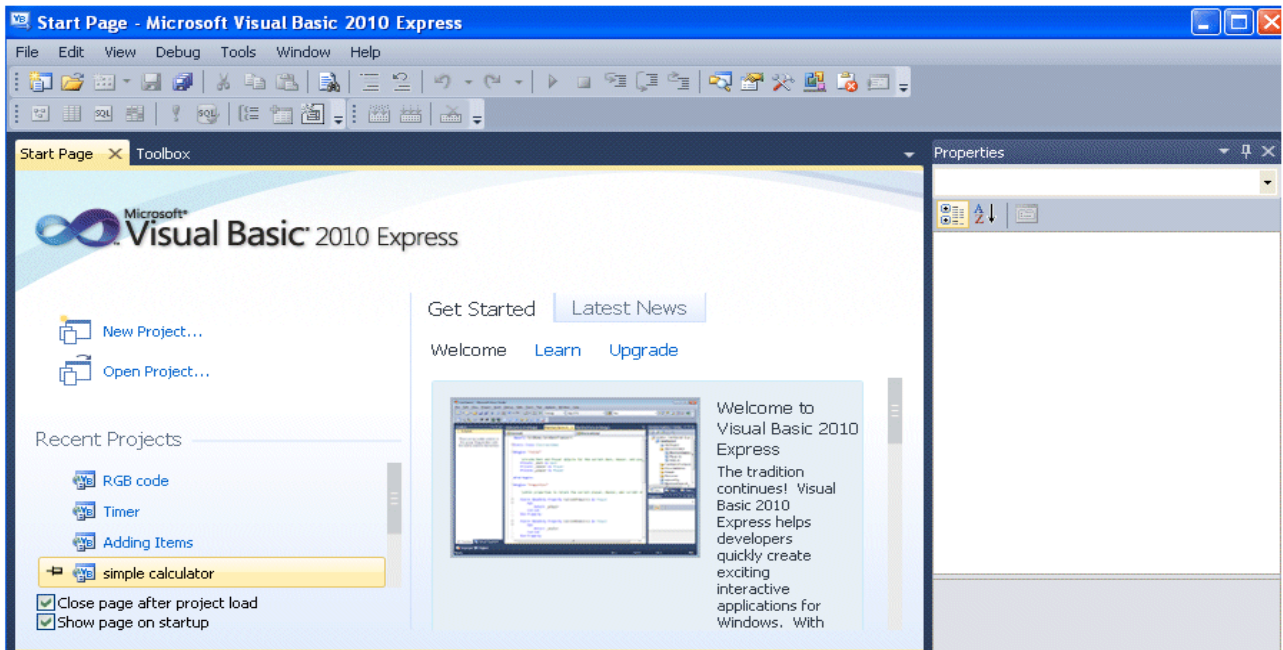 Start Page - Microsoft Visual Basic 2010 Express
File Edit View Debug Tools Window Help
Start Page Toolbox
Properties
Microsoft®
Visual Basic® 2010 Express
Get Started Latest News
New Project...
Welcome Learn Upgrade
Open Project...
Recent Projects
RGB code
Timer
Adding Items
simple calculator
Close page after project load
Show page on startup
Welcome to
Visual Basic 2010
Express
The tradition
continues! Visual
Basic 2010
Express helps
developers
quickly create
exciting
interactive
applications for
Windows. With